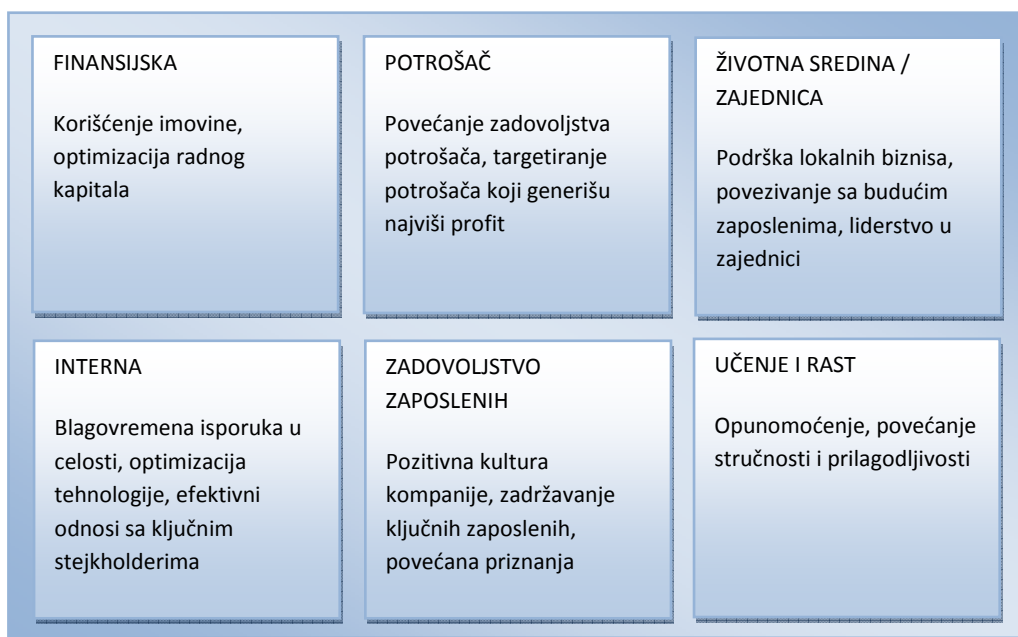 FINANSIJSKA
Korišćenje imovine,
optimizacija radnog
kapitala
POTROŠAČ
Povećanje zadovoljstva
potrošača, targetiranje
potrošača koji generišu
najviši profit
ŽIVOTNA SREDINA /
ZAJEDNICA
Podrška lokalnih biznisa,
povezivanje sa budućim
zaposlenima, liderstvo u
zajednici
INTERNA
Blagovremena isporuka u
celosti, optimizacija
tehnologije, efektivni
odnosi sa ključnim
stejkholderima
ZADOVOLJSTVO
ZAPOSLENIH
Pozitivna kultura
kompanije, zadržavanje
ključnih zaposlenih,
povećana priznanja
UČENJE I RAST
Opunomoćenje, povećanje
stručnosti i prilagodljivosti